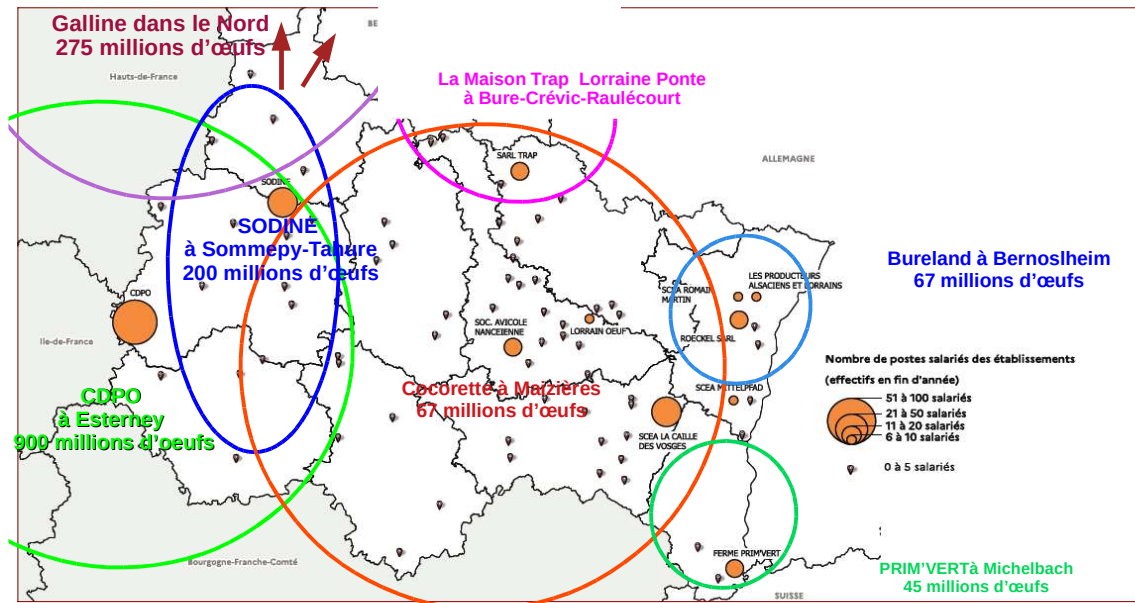 Galline dans le Nord
275 millions d'œufs
BE
Hauts-de-France
La Maison Trap Lorraine Ponte
à Bure-Crévic-Raulécourt
SARL TRAP
ALLEMAGNE
SODINE
SODINE
à Sommepy-Tahure
200 millions d'œufs
Bureland à Bernoslheim
67 millions d'œufs
LES PRODUCTEURS
ALSACIENS ET LORRAINS
SCEA ROMAIN
MARTIN
CDPO
SOC. AVICOLE
NANCEIENNE
LORRAIN OEUF
ROECKEL SARL
Ile-de-France
Nombre de postes salariés des établissements
(effectifs en fin d'année)
51 à 100 salariés
21 à 50 salariés
11 à 20 salariés
6 à 10 salariés
0 à 5 salariés
CDPO
à Esterney
900 millions d'oeufs
Cocorette à Maizières
67 millions d'œufs
SCEA MITTELPFAD
SCEA LA CAILLE
DES VOSGES
Bourgogne-Franche-Comté
FERME PRIM'VERT
PRIM'VERTà Michelbach
45 millions d'œufs
SUISSE